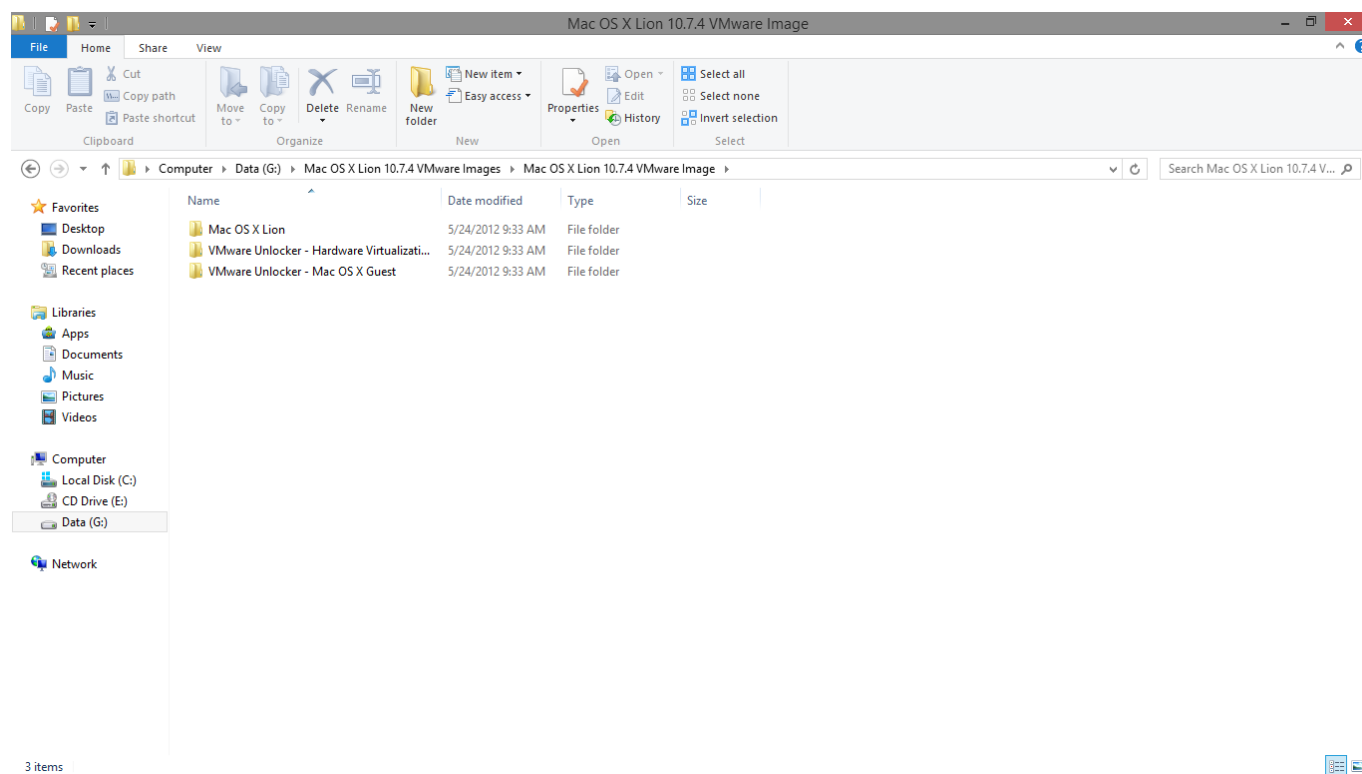 Mac OS X Lion 10.7.4 VMware Image
File Home Share View
Copy
Paste
Cut
Copy path
Paste shortcut
Clipboard
Move to
Copy to
Delete
Rename
Organize
New folder
New item
Easy access
New
Properties
Open
Edit
History
Open
Select all
Select none
Invert selection
Select
Computer Data (G:) Mac OS X Lion 10.7.4 VMware Images Mac OS X Lion 10.7.4 VMware Image
Search Mac OS X Lion 10.7.4 V...
Favorites
Desktop
Downloads
Recent places
Libraries
Apps
Documents
Music
Pictures
Videos
Computer
Local Disk (C:)
CD Drive (E:)
Data (G:)
Network
Name Date modified Type Size
Mac OS X Lion 5/24/2012 9:33 AM File folder
VMware Unlocker - Hardware Virtualizati... 5/24/2012 9:33 AM File folder
VMware Unlocker - Mac OS X Guest 5/24/2012 9:33 AM File folder
3 items